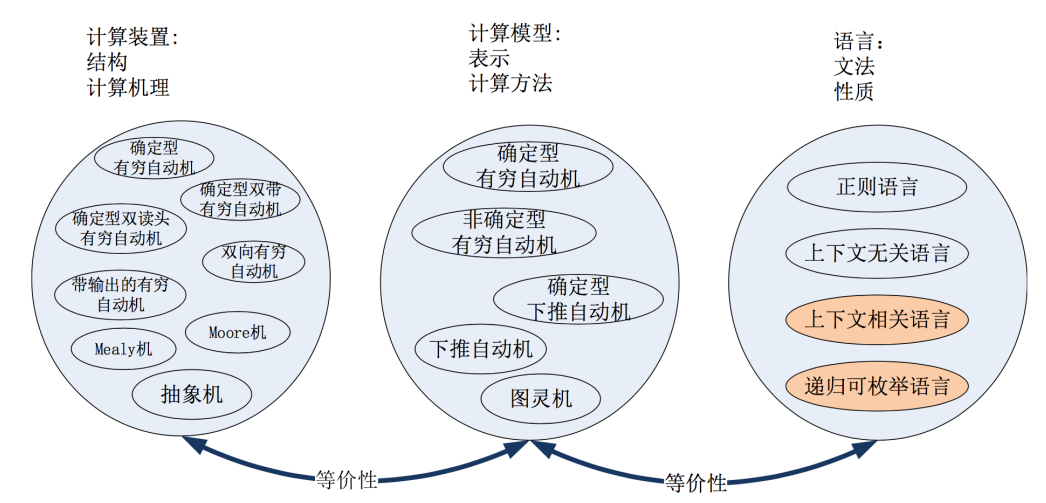 计算装置:
结构
计算机理
计算模型:
表示
计算方法
语言：
文法
性质
确定型
有穷自动机
确定型双带
有穷自动机
确定型双读头
有穷自动机
双向有穷
自动机
带输出的有穷
自动机
Moore机
Mealy机
抽象机
确定型
有穷自动机
非确定型
有穷自动机
确定型
下推自动机
下推自动机
图灵机
正则语言
上下文无关语言
上下文相关语言
递归可枚举语言
等价性
等价性